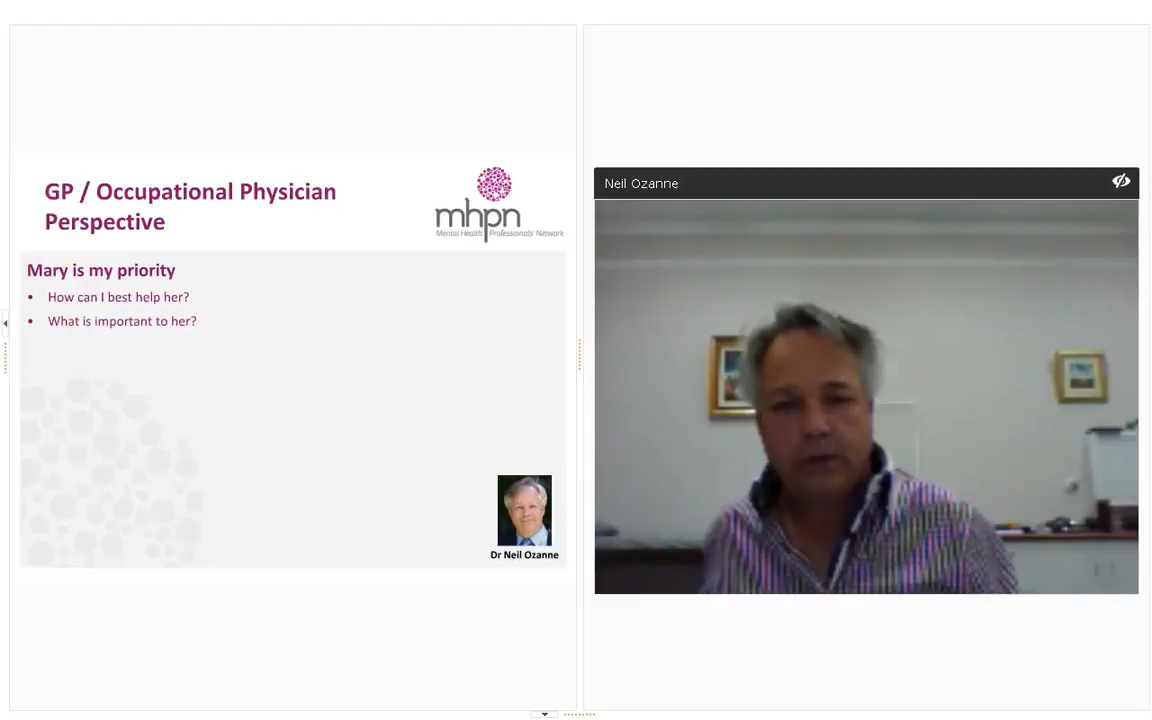 GP / Occupational Physician
Perspective
mhpn
Mental Health Professionals' Network
Mary is my priority
• How can I best help her?
• What is important to her?
Dr Neil Ozanne
Neil Ozanne